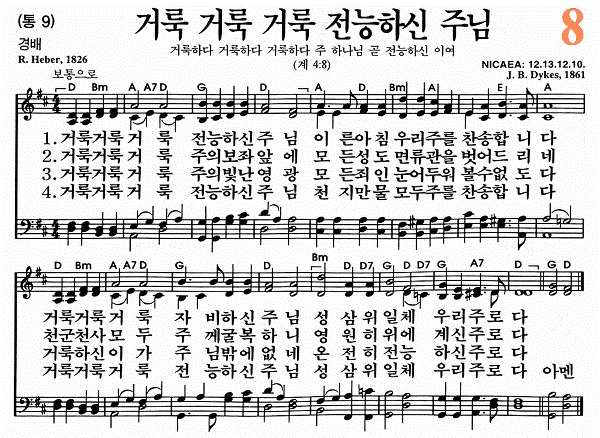 (통 9)
거룩 거룩 거룩 전능하신 주님
8
경배
거룩하다 거룩하다 거룩하다 주 하나님 곧 전능하신 이여
R. Heber, 1826
(계 4:8)
NICAEA: 12.13.12.10.
보통으로
J. B. Dykes, 1861
D Bm A A7 D G D A Bm A E A
1. 거룩거룩 거 룩 전능하신 주 님 이 른아 침 우리주를 찬송합 니 다
2. 거룩거룩 거 룩 주의보좌 앞 에 모 든성 도 면류관을 벗어드 리 네
3. 거룩거룩 거 룩 주의빛난 영 광 모 든죄 인 눈어두워 볼수없 도 다
4. 거룩거룩 거 룩 전능하신 주 님 천 지만 물 모두주를 찬송합 니 다
D Bm A A7 D G D Bm D D7 G D G A7 D G D
거룩거룩 거 룩 자 비하신 주 님 성 삼위 일체 우리주로 다
천군천사 모 두 주 께굴복 하 니 영 원히 위에 계신주로 다
거룩하신 이 가 주 님밖에 없 네 온 전히 전능 하신주로 다
거룩거룩 거 룩 전 능하신 주 님 성 삼위 일체 우리주로 다 아멘